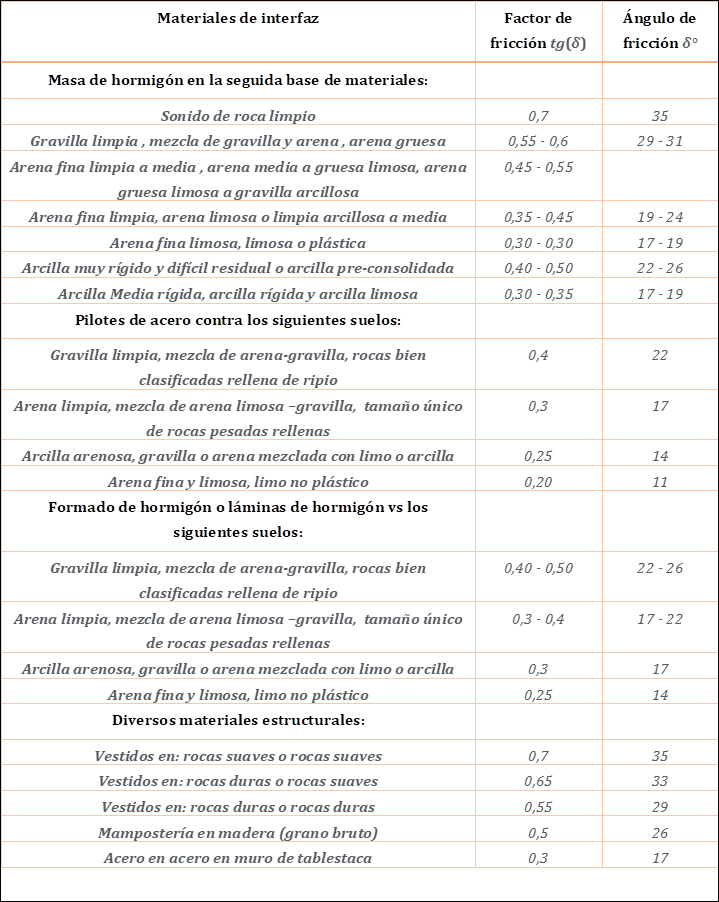 Materiales de interfaz Factor de fricción tg(δ) Ángulo de fricción δ°
Masa de hormigón en la seguida base de materiales:
Sonido de roca limpio 0,7 35
Gravilla limpia , mezcla de gravilla y arena , arena gruesa 0,55 - 0,6 29 - 31
Arena fina limpia a media , arena media a gruesa limosa, arena 0,45 - 0,55
gruesa limosa a gravilla arcillosa
Arena fina limpia, arena limosa o limpia arcillosa a media 0,35 - 0,45 19 - 24
Arena fina limosa, limosa o plástica 0,30 - 0,30 17 - 19
Arcilla muy rígido y difícil residual o arcilla pre-consolidada 0,40 - 0,50 22 - 26
Arcilla Media rígida, arcilla rígida y arcilla limosa 0,30 - 0,35 17 - 19
Pilotes de acero contra los siguientes suelos:
Gravilla limpia, mezcla de arena-gravilla, rocas bien 0,4 22
clasificadas rellena de ripio
Arena limpia, mezcla de arena limosa –gravilla, tamaño único 0,3 17
de rocas pesadas rellenas
Arcilla arenosa, gravilla o arena mezclada con limo o arcilla 0,25 14
Arena fina y limosa, limo no plástico 0,20 11
Formado de hormigón o láminas de hormigón vs los
siguientes suelos:
Gravilla limpia, mezcla de arena-gravilla, rocas bien 0,40 - 0,50 22 - 26
clasificadas rellena de ripio
Arena limpia, mezcla de arena limosa –gravilla, tamaño único 0,3 - 0,4 17 - 22
de rocas pesadas rellenas
Arcilla arenosa, gravilla o arena mezclada con limo o arcilla 0,3 17
Arena fina y limosa, limo no plástico 0,25 14
Diversos materiales estructurales:
Vestidos en: rocas suaves o rocas suaves 0,7 35
Vestidos en: rocas duras o rocas suaves 0,65 33
Vestidos en: rocas duras o rocas duras 0,55 29
Mampostería en madera (grano bruto) 0,5 26
Acero en acero en muro de tablestaca 0,3 17